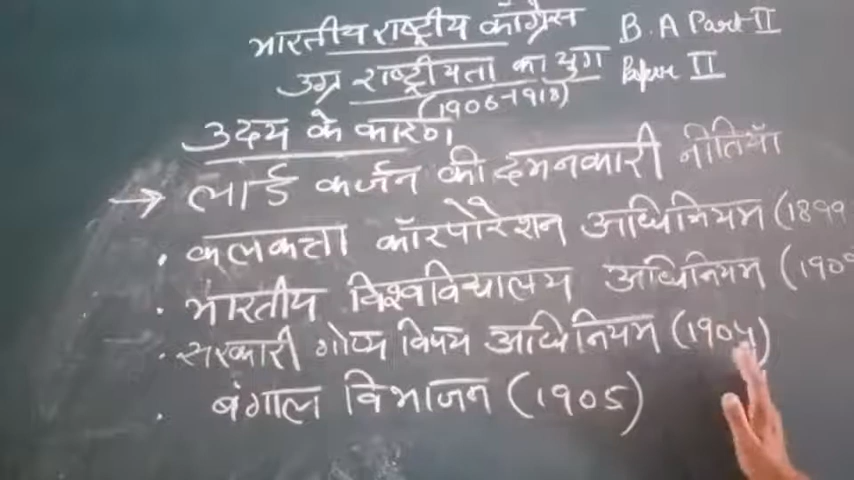 भारतीय राष्ट्रीय काँग्रेस B.A Part-II
उग्र राष्ट्रीयता का युग Paper II
(1906-1918)
उदय के कारण
→ लार्ड कर्जन की दमनकारी नीतियाँ
• कलकत्ता कॉरपोरेशन अधिनियम (1899
• भारतीय विश्वविद्यालय अधिनियम (190
• सरकारी गोप्य विषय अधिनियम (1904)
• बंगाल विभाजन (1905)